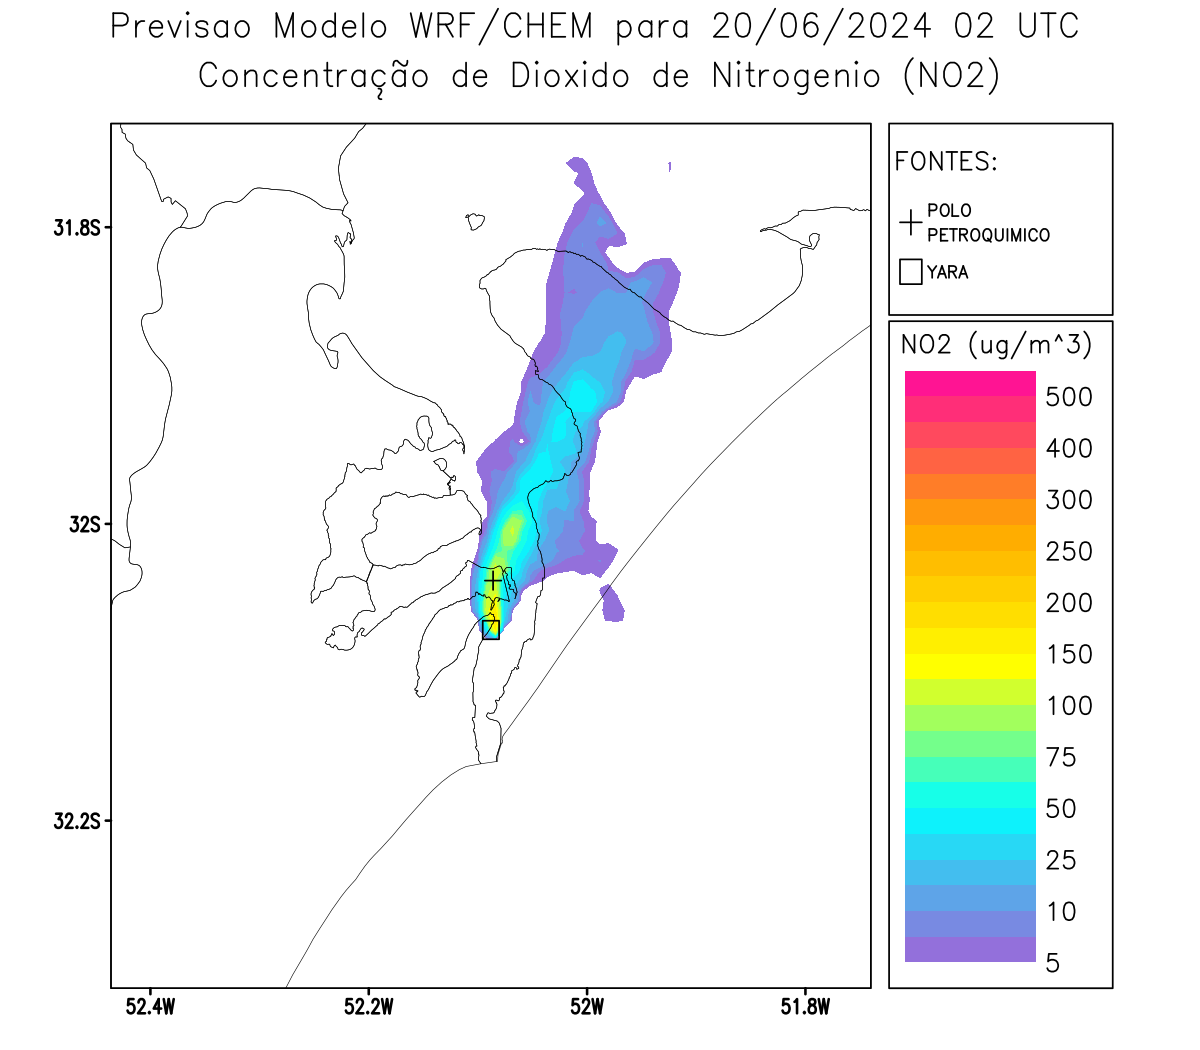 Previsao Modelo WRF/CHEM para 20/06/2024 02 UTC
Concentração de Dioxido de Nitrogenio (NO2)
FONTES:
POLO
PETROQUIMICO
YARA
NO2 (ug/m^3)
500
400
300
250
200
150
100
75
50
25
10
5
31.8S
32S
32.2S
52.4W
52.2W
52W
51.8W